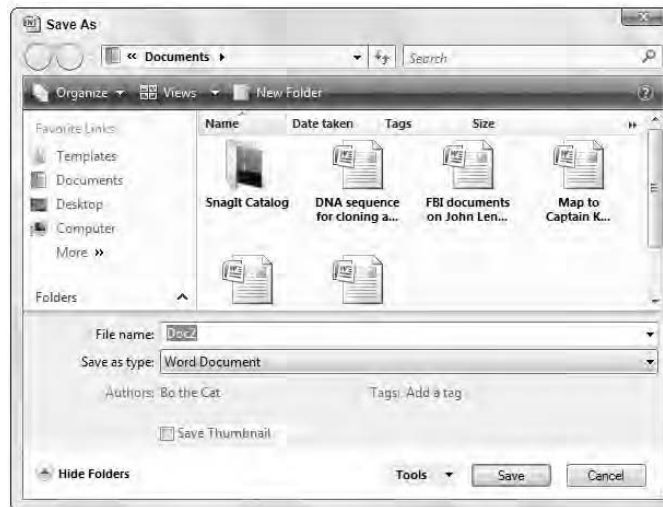 Save As
« Documents ▸ Search
Organize Views New Folder ?
Favorite Links
Name Date taken Tags Size »
Templates
Documents
Desktop
Computer
More »
Snagit Catalog
DNA sequence
for cloning a...
FBI documents
on John Len...
Map to
Captain K...
Folders
File name: Doc2
Save as type: Word Document
Authors: Bo the Cat Tags: Add a tag
Save Thumbnail
Hide Folders Tools Save Cancel